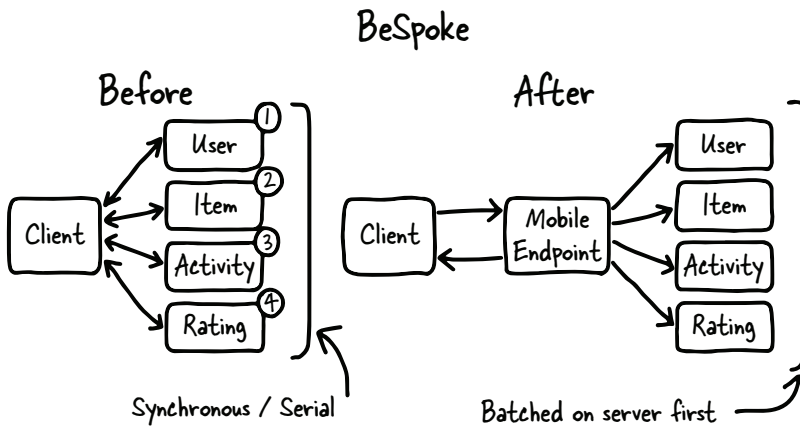 BeSpoke
Before
After
1
User
2
Item
3
Activity
4
Rating
Client
Synchronous / Serial
Client
Mobile
Endpoint
User
Item
Activity
Rating
Batched on server first